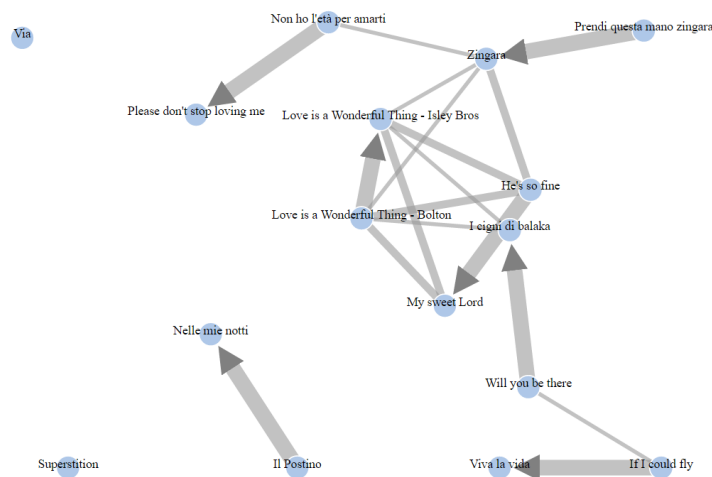 Non ho l'età per amarti
Prendi questa mano zingara
Via
Zingara
Please don't stop loving me
Love is a Wonderful Thing - Isley Bros
He's so fine
Love is a Wonderful Thing - Bolton
I cigni di balaka
My sweet Lord
Nelle mie notti
Will you be there
Superstition
Il Postino
Viva la vida
If I could fly